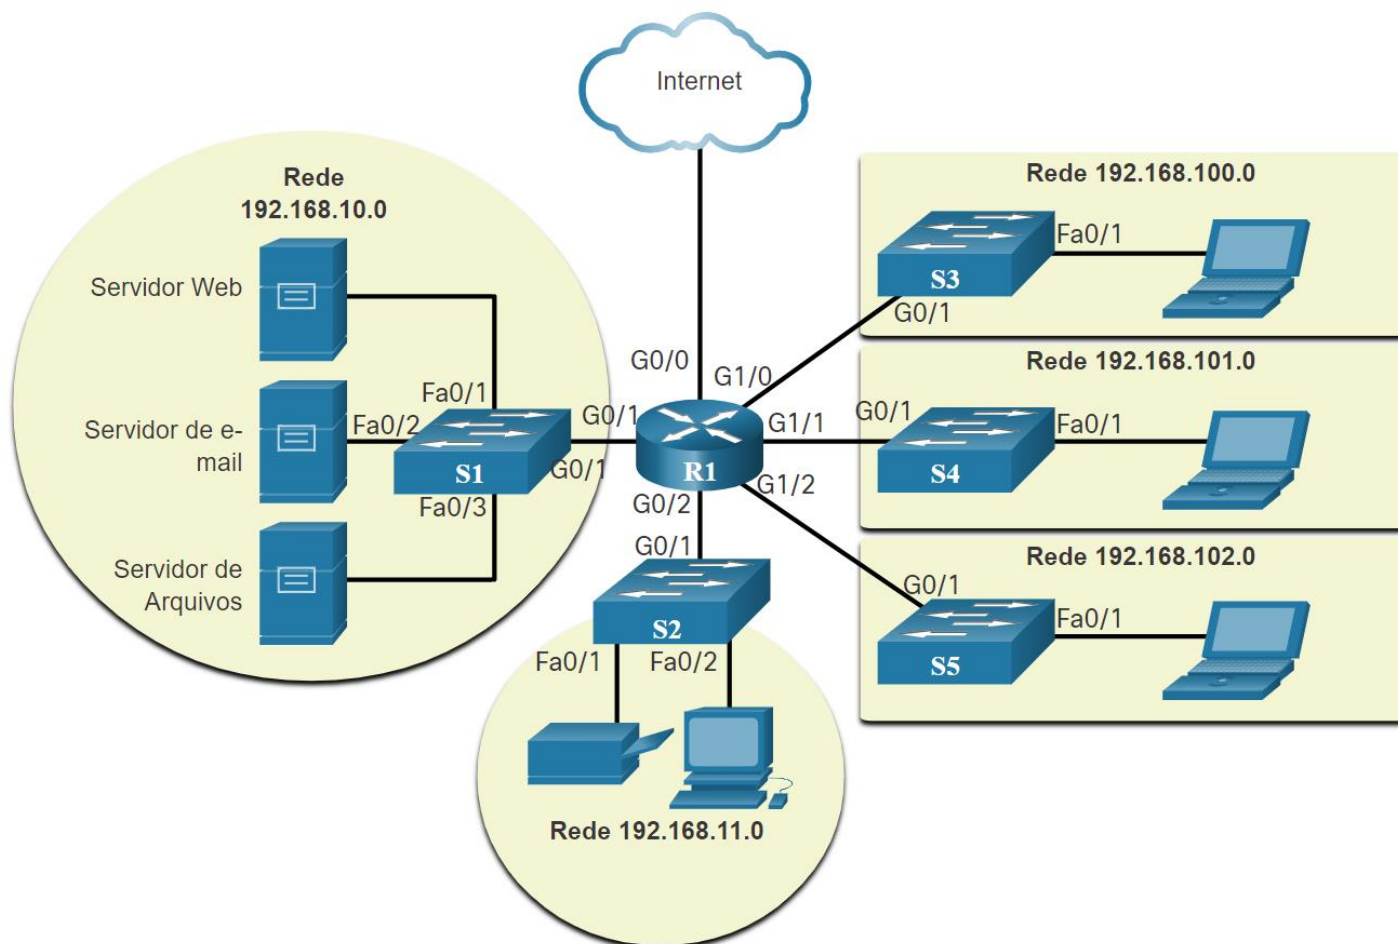 Internet
Rede
192.168.10.0
Servidor Web
Servidor de e-
mail
Servidor de
Arquivos
Fa0/1
Fa0/2
Fa0/3
S1
G0/1
G0/1
G0/0
G1/0
G1/1
G1/2
G0/2
R1
G0/1
S2
Fa0/1
Fa0/2
Rede 192.168.11.0
Rede 192.168.100.0
S3
Fa0/1
G0/1
Rede 192.168.101.0
G0/1
S4
Fa0/1
Rede 192.168.102.0
G0/1
S5
Fa0/1